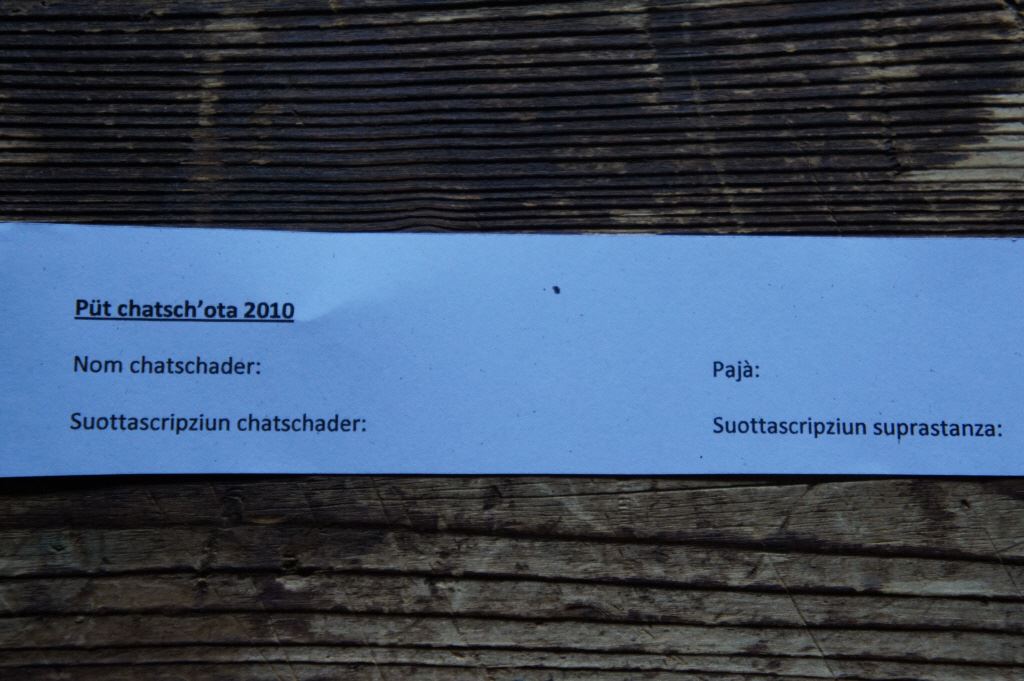 Püt chatsch’ota 2010
Nom chatschader:
Pajà:
Suottascripziun chatschader:
Suottascripziun suprastanza: